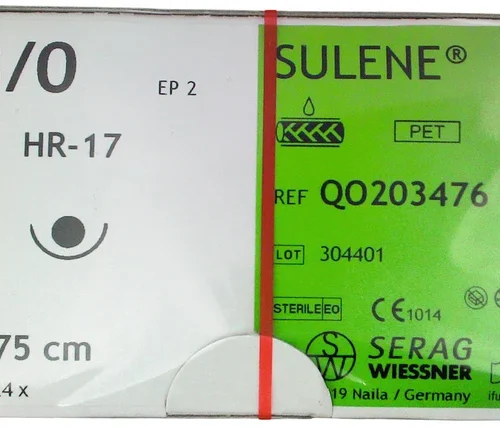 /0
EP 2
HR-17
75 cm
4 x
SULENE®
PET
REF QO203476
LOT 304401
STERILE EO
CE 1014
SERAG
WIESSNER
19 Naila / Germany
ifu